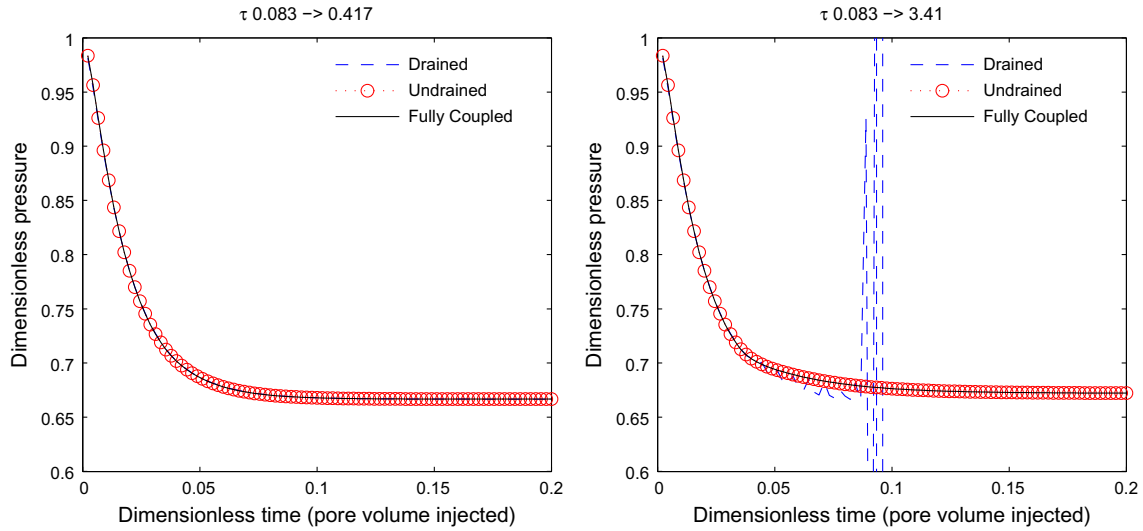 τ 0.083 −> 0.417
1
0.95
0.9
0.85
0.8
0.75
0.7
0.65
0.6
0
0.05
0.1
0.15
0.2
Dimensionless pressure
Dimensionless time (pore volume injected)
Drained
Undrained
Fully Coupled
τ 0.083 −> 3.41
1
0.95
0.9
0.85
0.8
0.75
0.7
0.65
0.6
0
0.05
0.1
0.15
0.2
Dimensionless pressure
Dimensionless time (pore volume injected)
Drained
Undrained
Fully Coupled